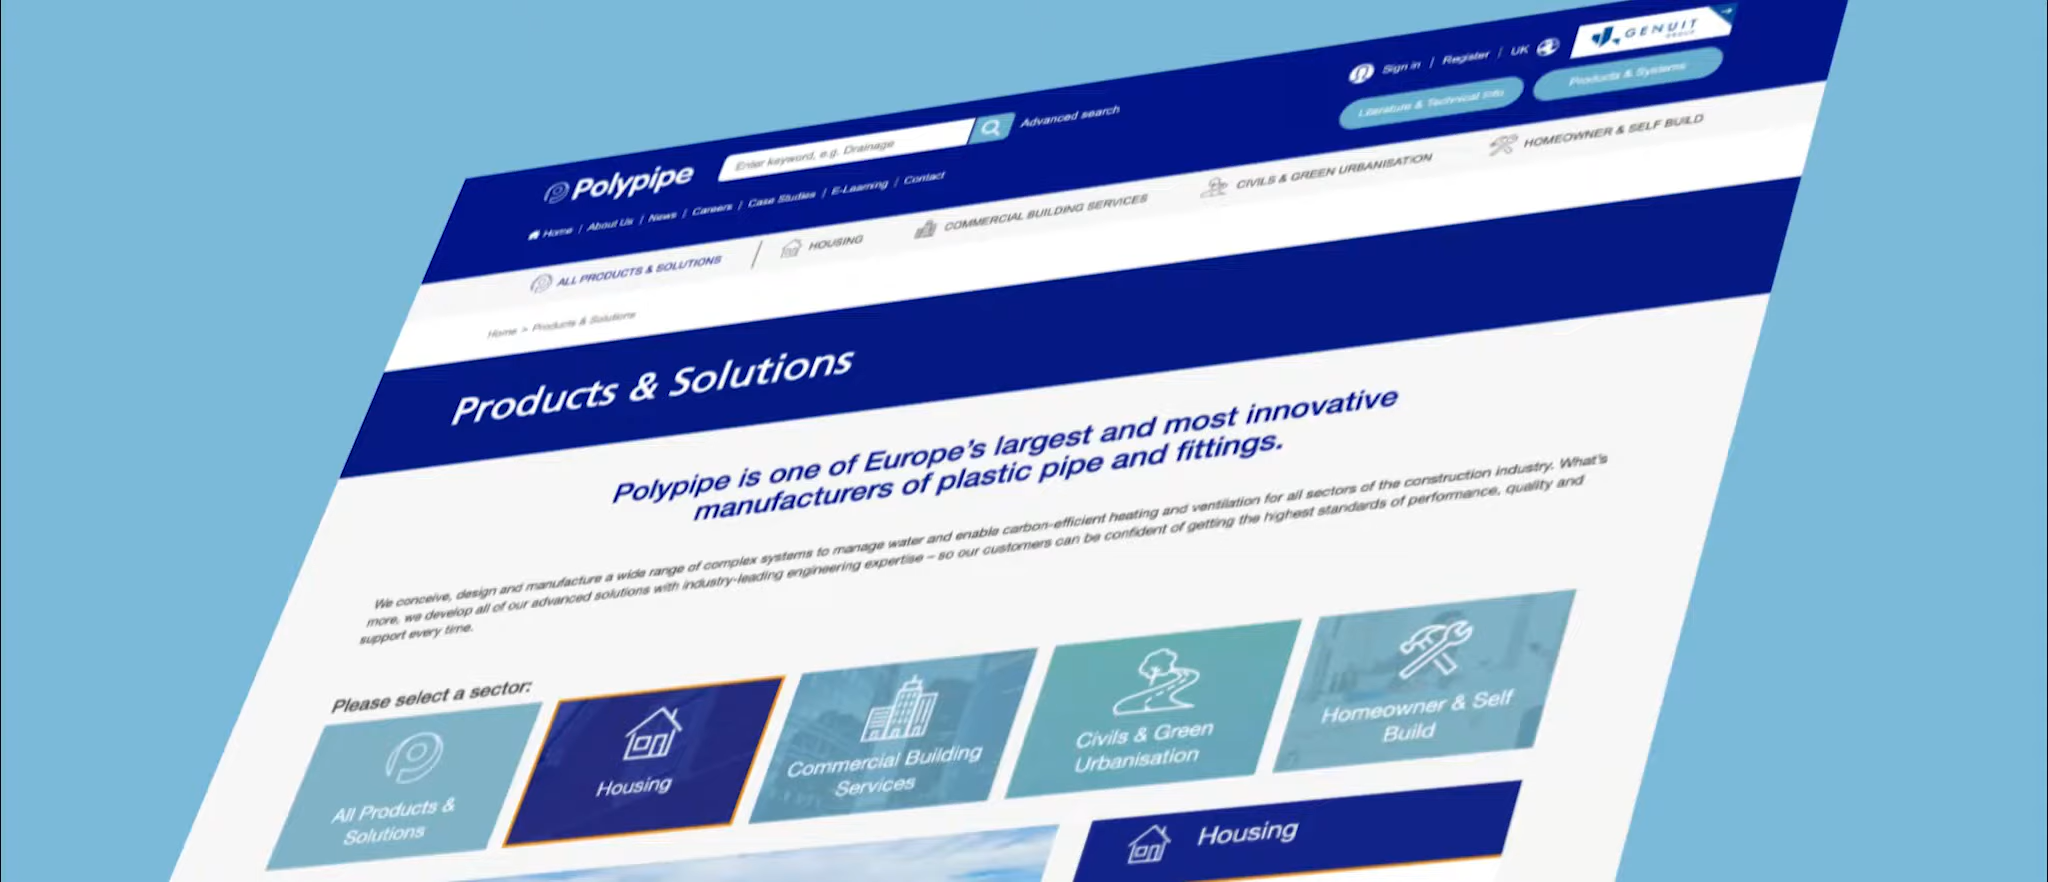 GENUIT
GROUP
Sign in | Register | UK
Literature & Technical Info
Products & Systems
Polypipe
Enter keyword, e.g. Drainage
Advanced search
Home | About Us | News | Careers | Case Studies | E-Learning | Contact
ALL PRODUCTS & SOLUTIONS
HOUSING
COMMERCIAL BUILDING SERVICES
CIVILS & GREEN URBANISATION
HOMEOWNER & SELF BUILD
Home > Products & Solutions
Products & Solutions
Polypipe is one of Europe's largest and most innovative
manufacturers of plastic pipe and fittings.
We conceive, design and manufacture a wide range of complex systems to manage water and enable carbon-efficient heating and ventilation for all sectors of the construction industry. What's
more, we develop all of our advanced solutions with industry-leading engineering expertise – so our customers can be confident of getting the highest standards of performance, quality and
support every time.
Please select a sector:
All Products &
Solutions
Housing
Commercial Building
Services
Civils & Green
Urbanisation
Homeowner & Self
Build
Housing